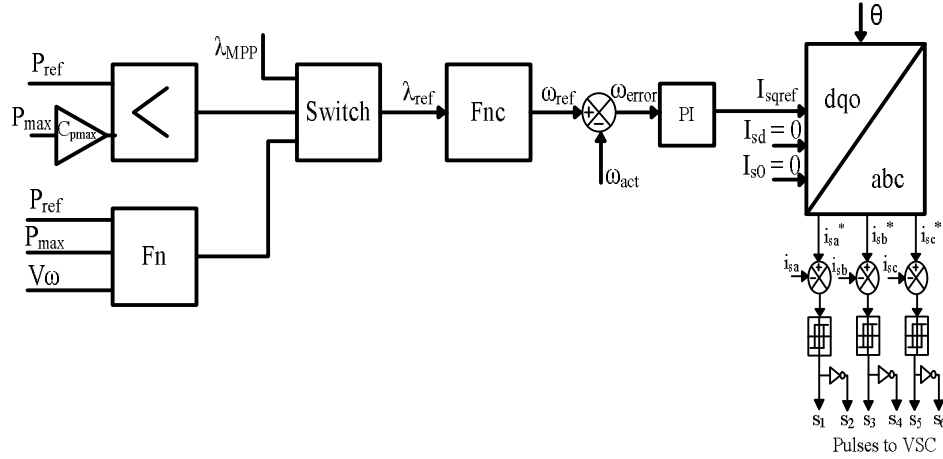 θ
λMPP
Pref
Pmax
Cpmax
<
Switch
λref
Fnc
ωref
+
−
ωerror
ωact
PI
Isqref
Isd = 0
Is0 = 0
dqo
abc
Pref
Pmax
Vω
Fn
isa*
isb*
isc*
isa
+
−
isb
+
−
isc
+
−
s1
s2
s3
s4
s5
s6
Pulses to VSC